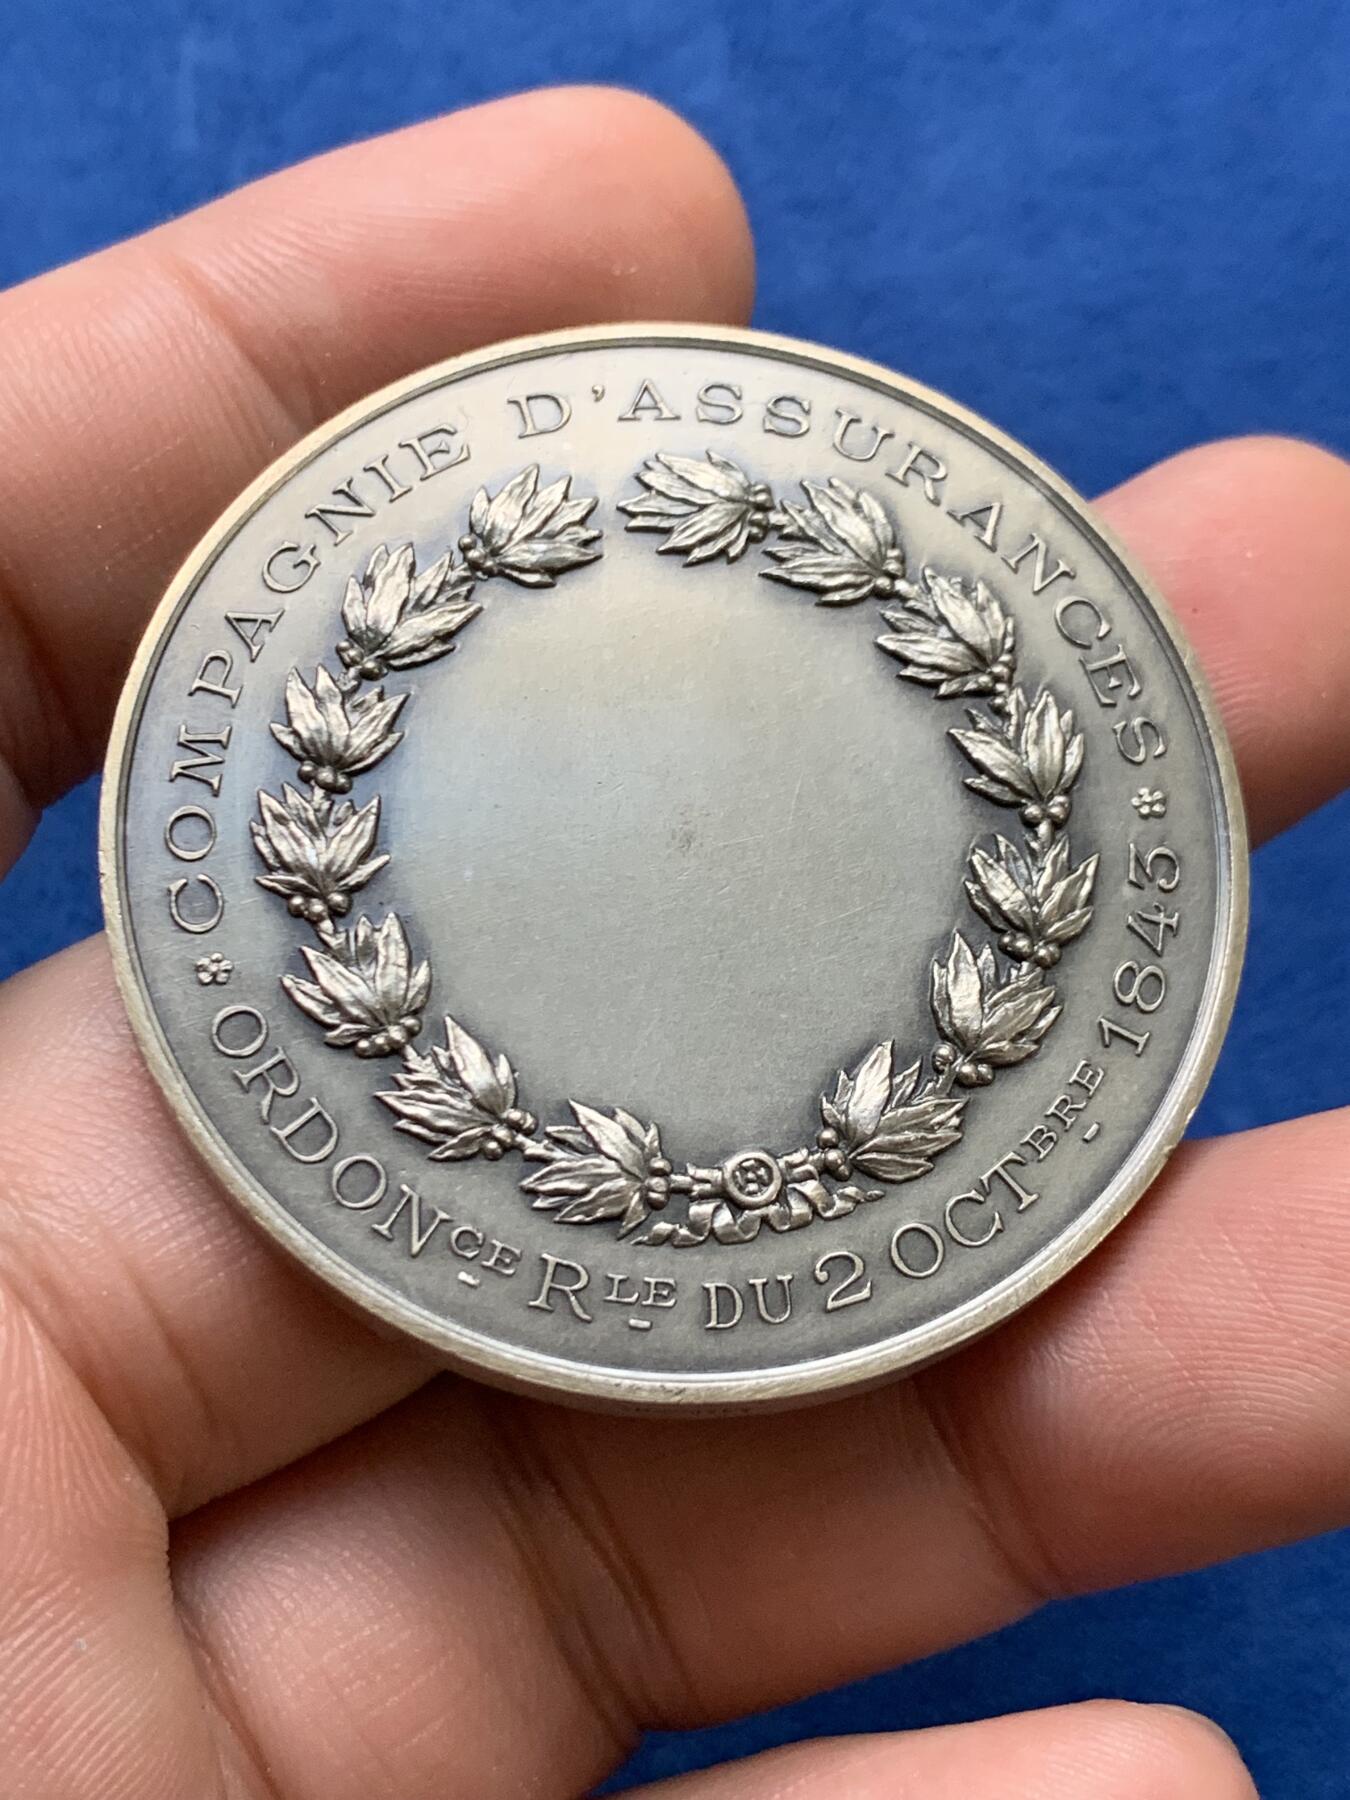 COMPAGNIE D'ASSURANCES
ORDONCE RLE DU 2 OCTBRE 1843